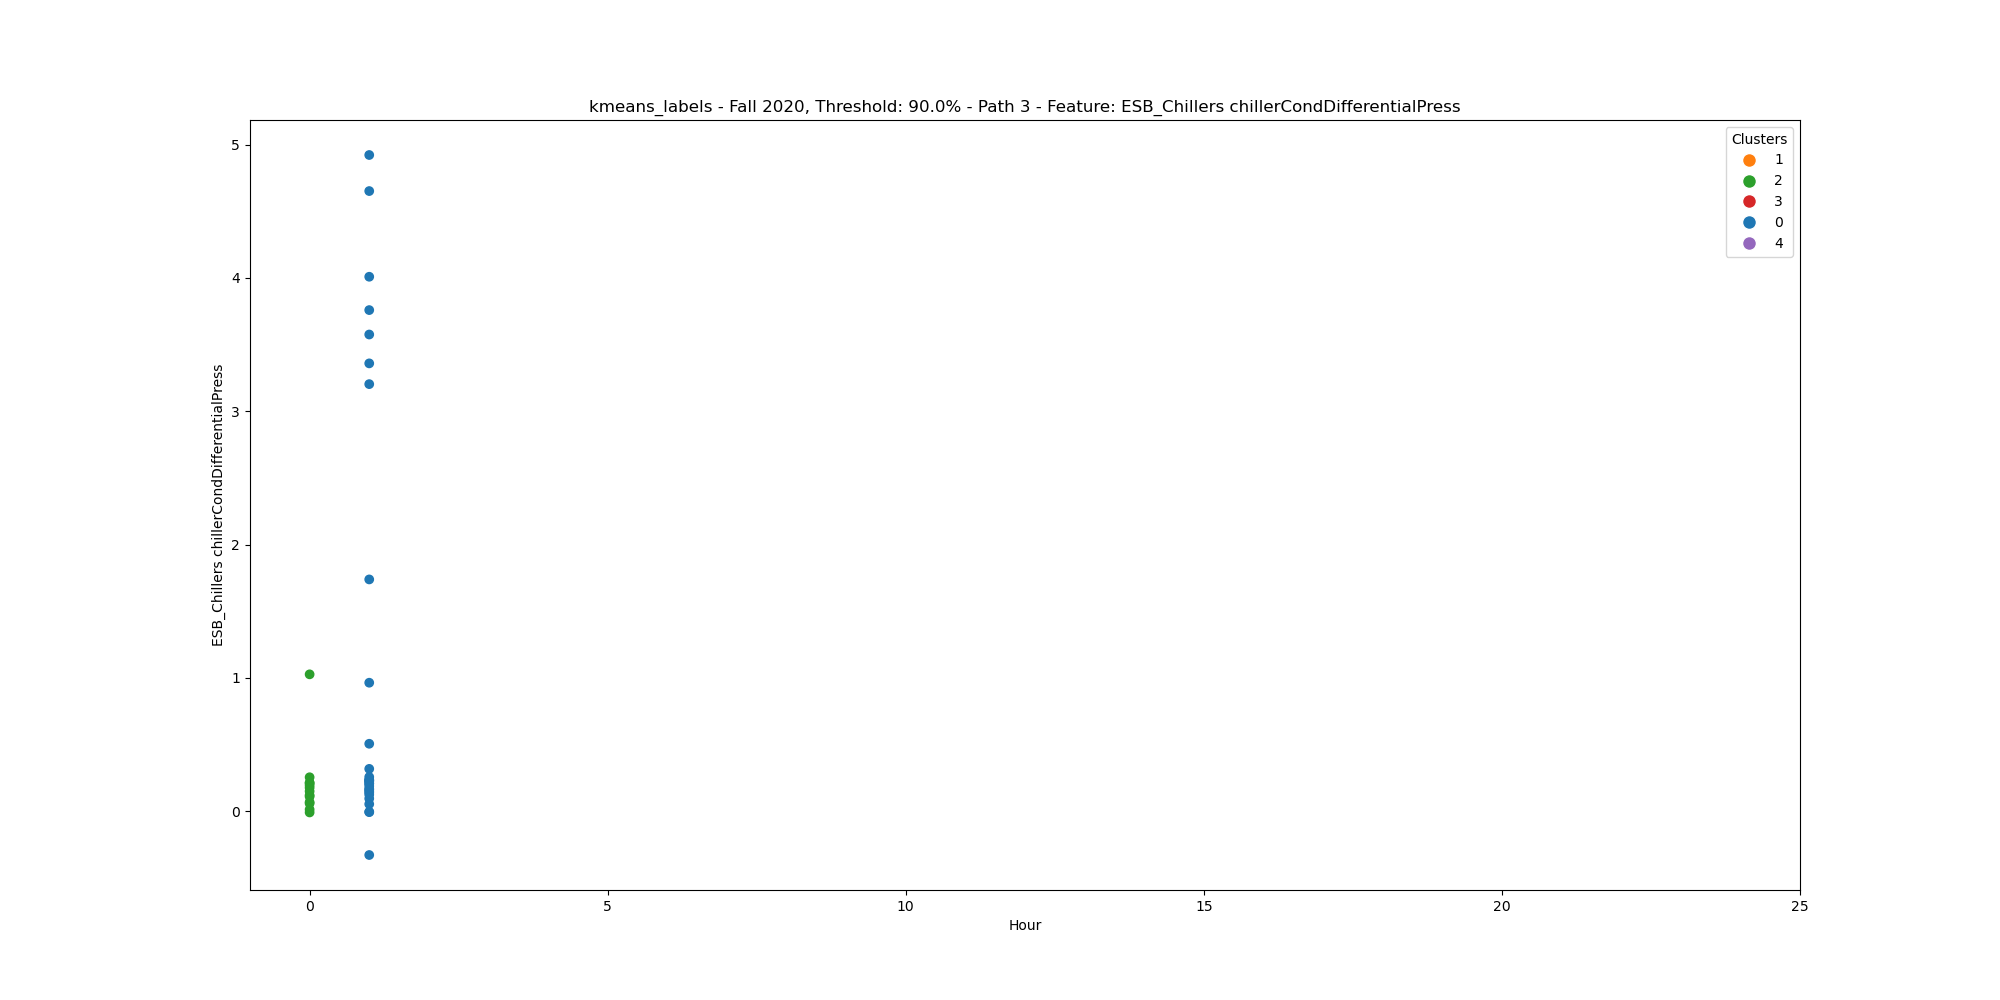 kmeans_labels - Fall 2020, Threshold: 90.0% - Path 3 - Feature: ESB_Chillers chillerCondDifferentialPress
Clusters
1
2
3
0
4
ESB_Chillers chillerCondDifferentialPress
5
4
3
2
1
0
0 5 10 15 20 25
Hour